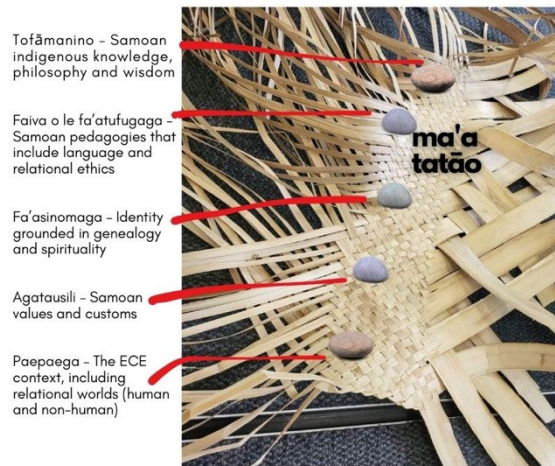 Tofāmanino - Samoan
indigenous knowledge,
philosophy and wisdom
Faiva o le fa'atufugaga -
Samoan pedagogies that
include language and
relational ethics
Fa'asinomaga - Identity
grounded in genealogy
and spirituality
Agatausili - Samoan
values and customs
Paepaega - The ECE
context, including
relational worlds (human
and non-human)
ma'a
tatāo